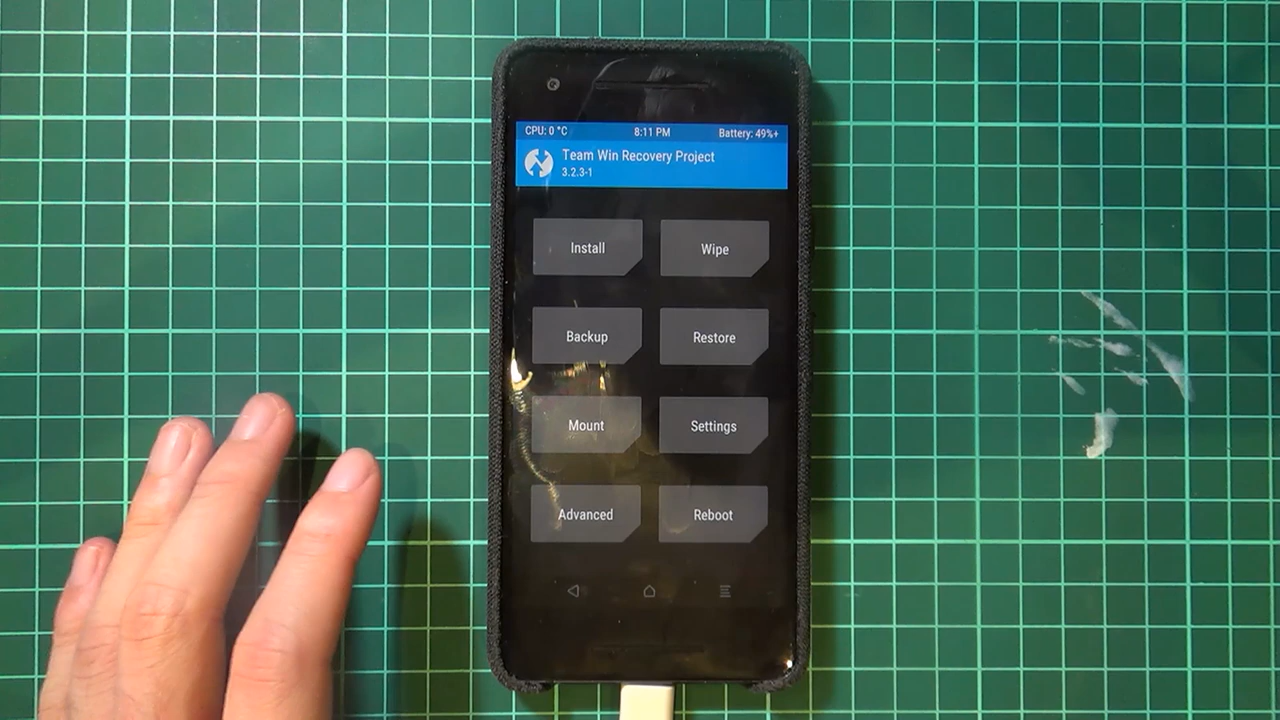 CPU: 0 °C 8:11 PM Battery: 49%+
Team Win Recovery Project
3.2.3-1
Install Wipe
Backup Restore
Mount Settings
Advanced Reboot